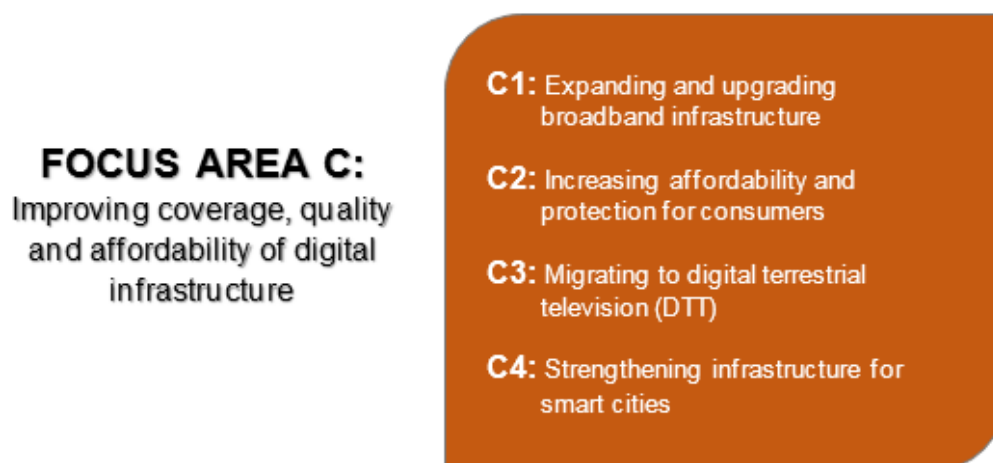 FOCUS AREA C:
Improving coverage, quality
and affordability of digital
infrastructure
C1: Expanding and upgrading
broadband infrastructure
C2: Increasing affordability and
protection for consumers
C3: Migrating to digital terrestrial
television (DTT)
C4: Strengthening infrastructure for
smart cities